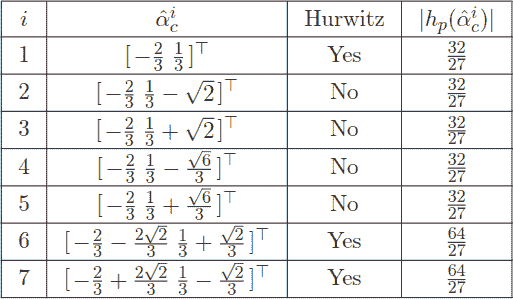 i α̂_c^i Hurwitz |h_p(α̂_c^i)|
1 [ −2/3 1/3 ]^⊤ Yes 32/27
2 [ −2/3 1/3 − √2 ]^⊤ No 32/27
3 [ −2/3 1/3 + √2 ]^⊤ No 32/27
4 [ −2/3 1/3 − √6/3 ]^⊤ No 32/27
5 [ −2/3 1/3 + √6/3 ]^⊤ No 32/27
6 [ −2/3 − 2√2/3 1/3 + √2/3 ]^⊤ Yes 64/27
7 [ −2/3 + 2√2/3 1/3 − √2/3 ]^⊤ Yes 64/27